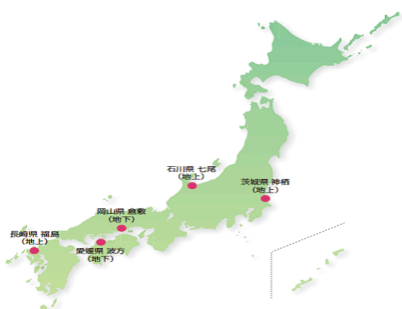 石川県 七尾
（地上）
茨城県 神栖
（地上）
岡山県 倉敷
（地下）
長崎県 福島
（地上）
愛媛県 波方
（地下）